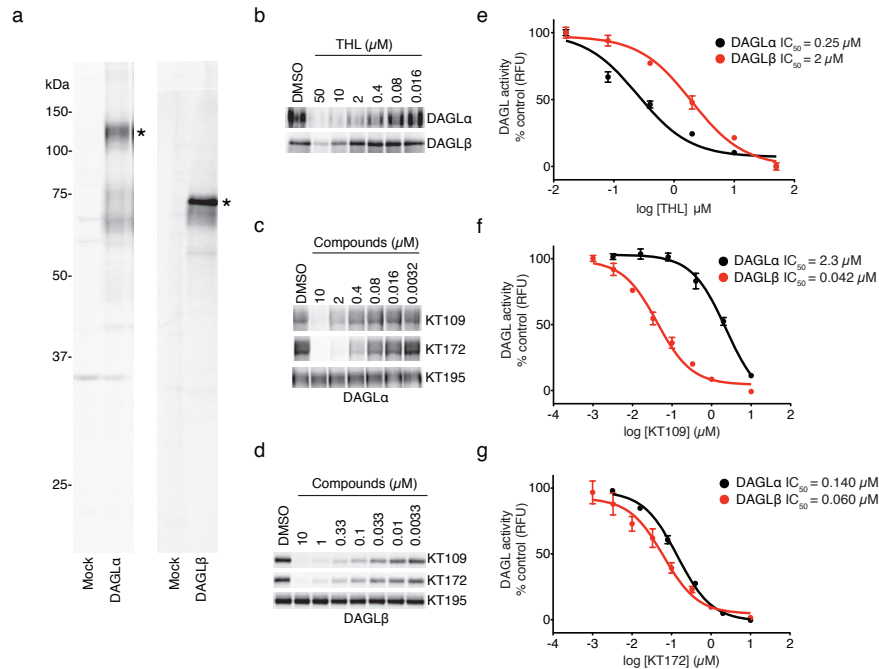 a
kDa
150-
100-
75-
50-
37-
25-
*
*
Mock
DAGLα
Mock
DAGLβ
b
THL (µM)
DMSO
50
10
2
0.4
0.08
0.016
DAGLα
DAGLβ
c
Compounds (µM)
DMSO
10
2
0.4
0.08
0.016
0.0032
KT109
KT172
KT195
DAGLα
d
Compounds (µM)
DMSO
10
1
0.33
0.1
0.033
0.01
0.0033
KT109
KT172
KT195
DAGLβ
e
DAGL activity
% control (RFU)
100
50
0
DAGLα IC50 = 0.25 µM
DAGLβ IC50 = 2 µM
-2 -1 0 1 2
log [THL] µM
f
DAGL activity
% control (RFU)
100
50
0
DAGLα IC50 = 2.3 µM
DAGLβ IC50 = 0.042 µM
-4 -3 -2 -1 0 1 2
log [KT109] (µM)
g
DAGL activity
% control (RFU)
100
50
0
DAGLα IC50 = 0.140 µM
DAGLβ IC50 = 0.060 µM
-4 -3 -2 -1 0 1 2
log [KT172] (µM)